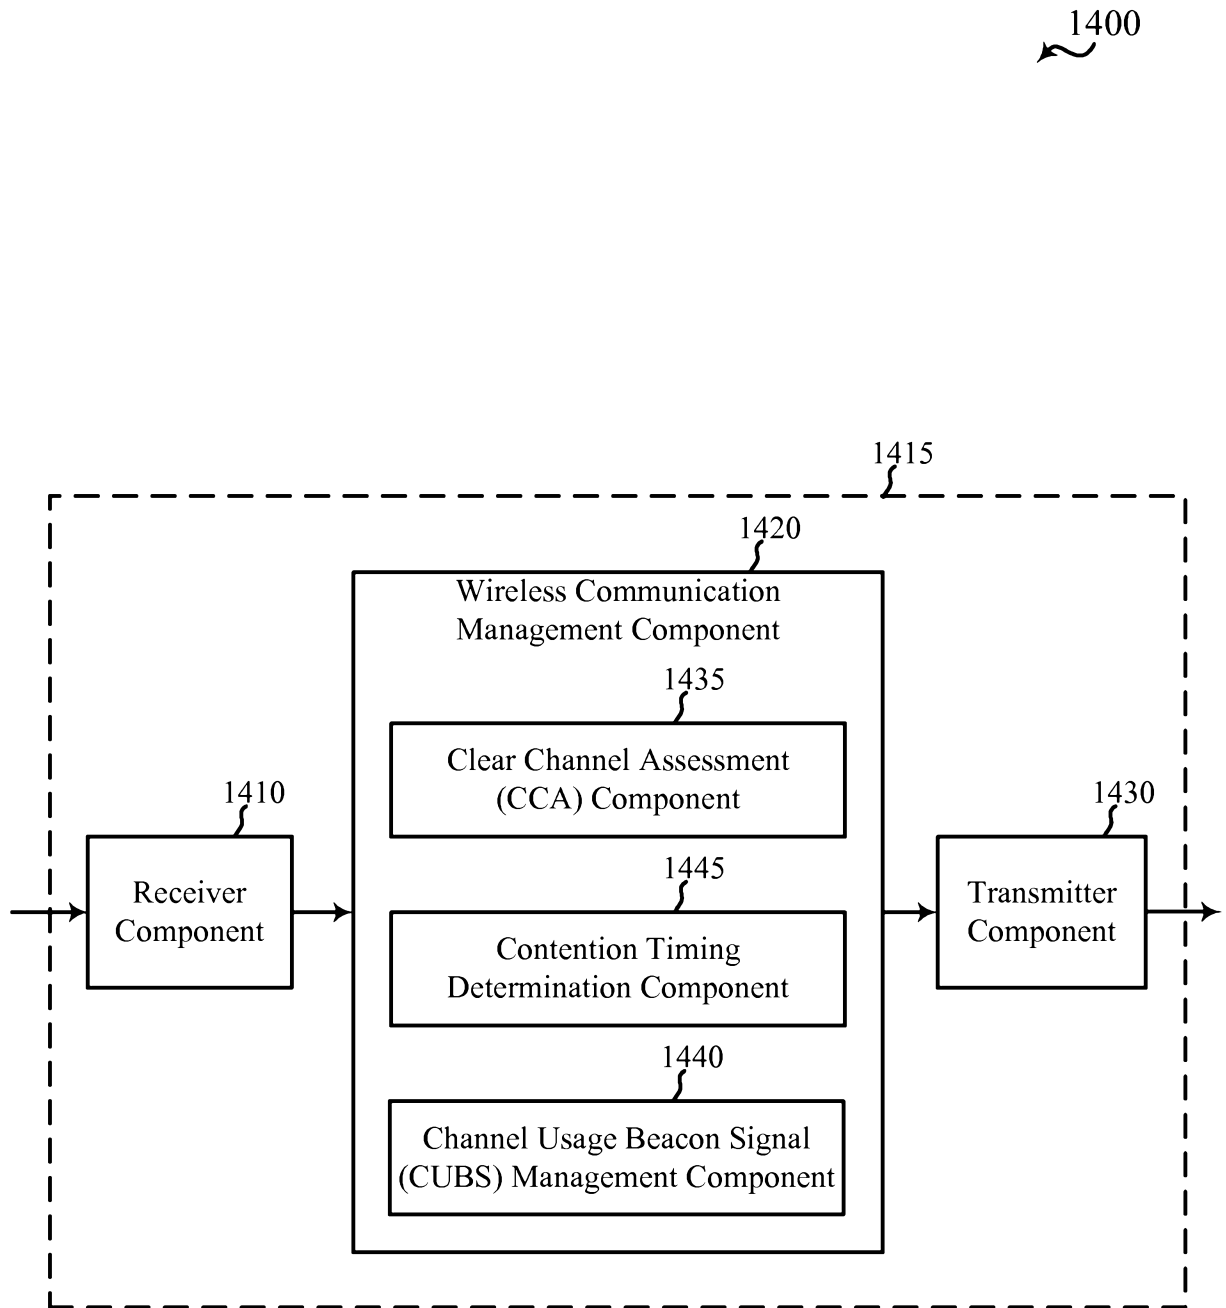 1400
1415
1420
Wireless Communication
Management Component
1435
Clear Channel Assessment
(CCA) Component
1410
Receiver
Component
1445
Contention Timing
Determination Component
1430
Transmitter
Component
1440
Channel Usage Beacon Signal
(CUBS) Management Component